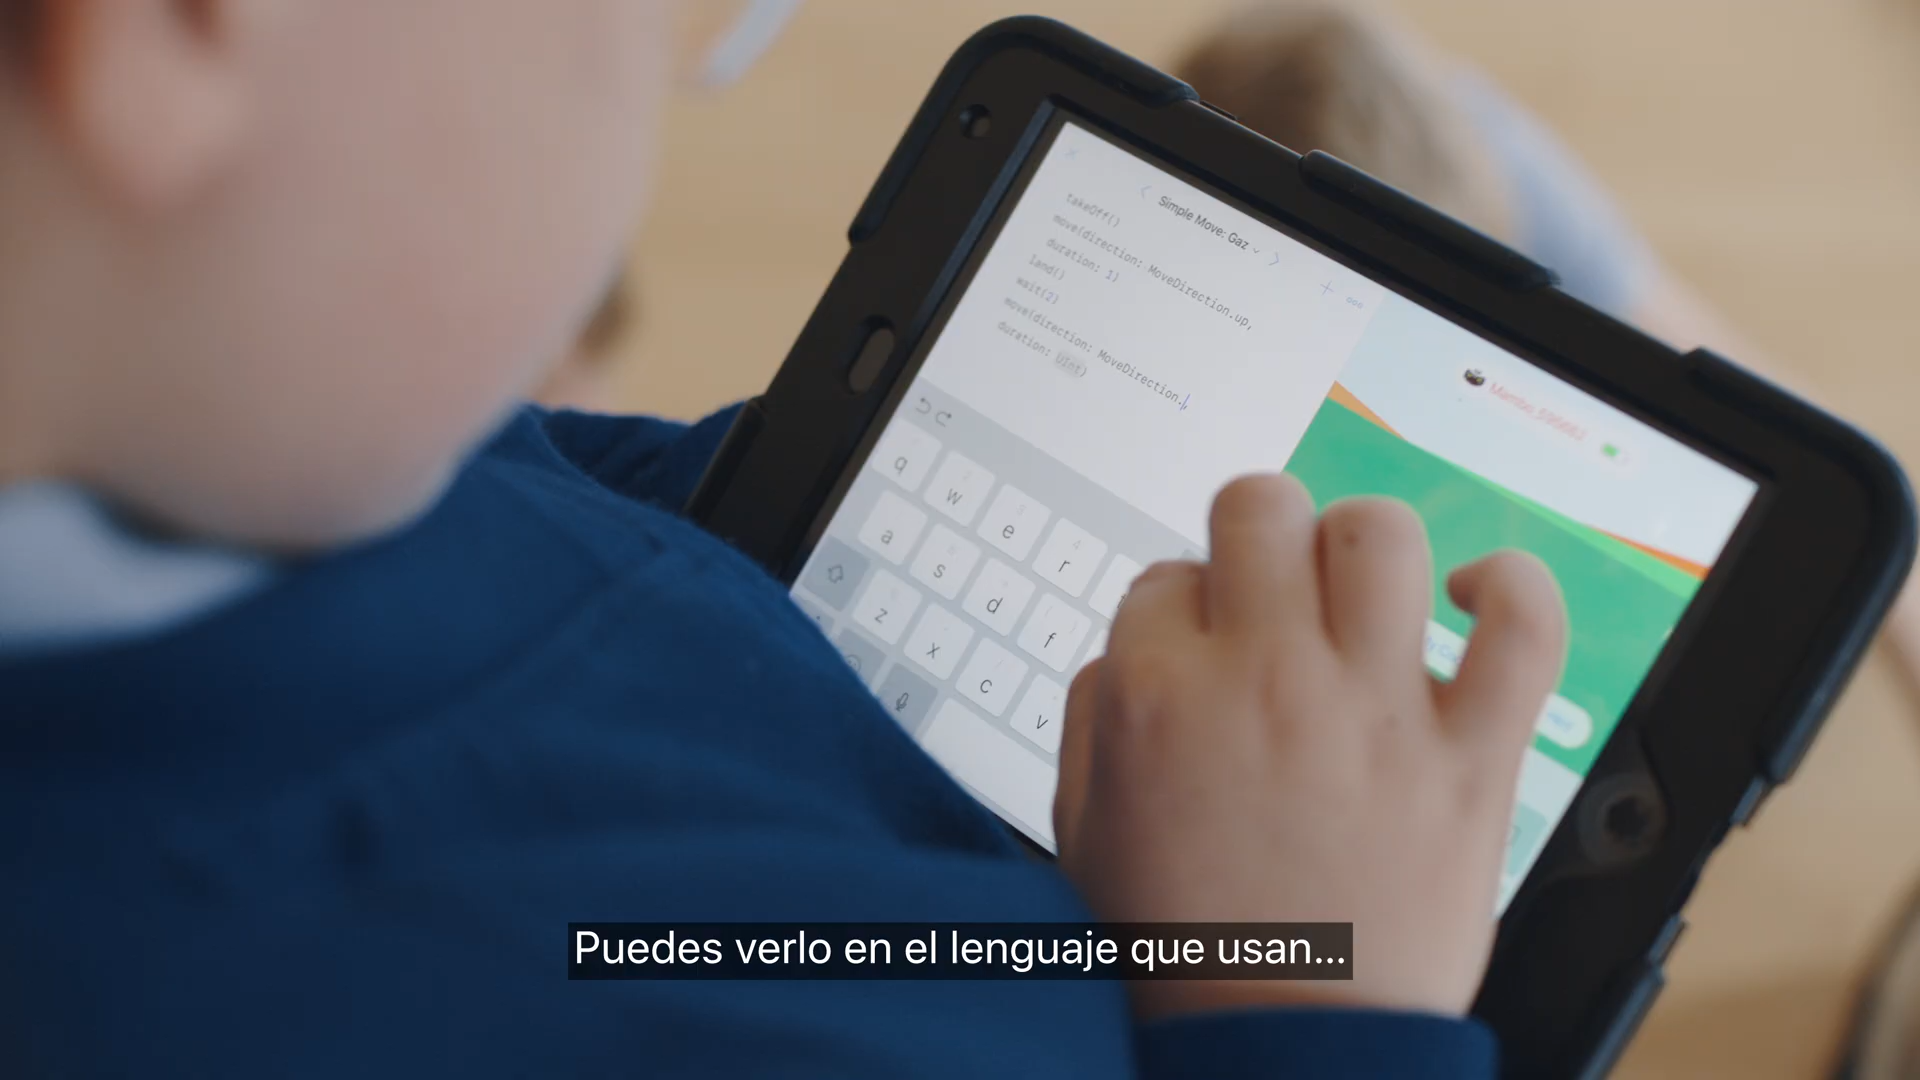 Simple Move: Gaz
takeOff()
move(direction: MoveDirection.up,
duration: 1)
land()
wait(2)
move(direction: MoveDirection.,
duration: UInt)
q w e r
a s d f
z x c v
Puedes verlo en el lenguaje que usan...